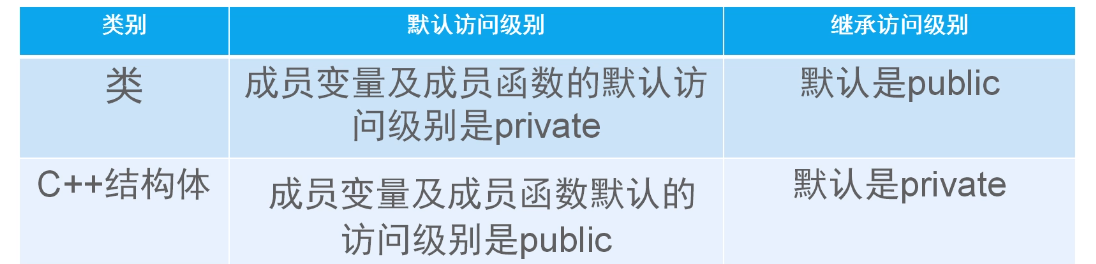 类别 默认访问级别 继承访问级别
类 成员变量及成员函数的默认访 默认是public
问级别是private
C++结构体 成员变量及成员函数默认的 默认是private
访问级别是public